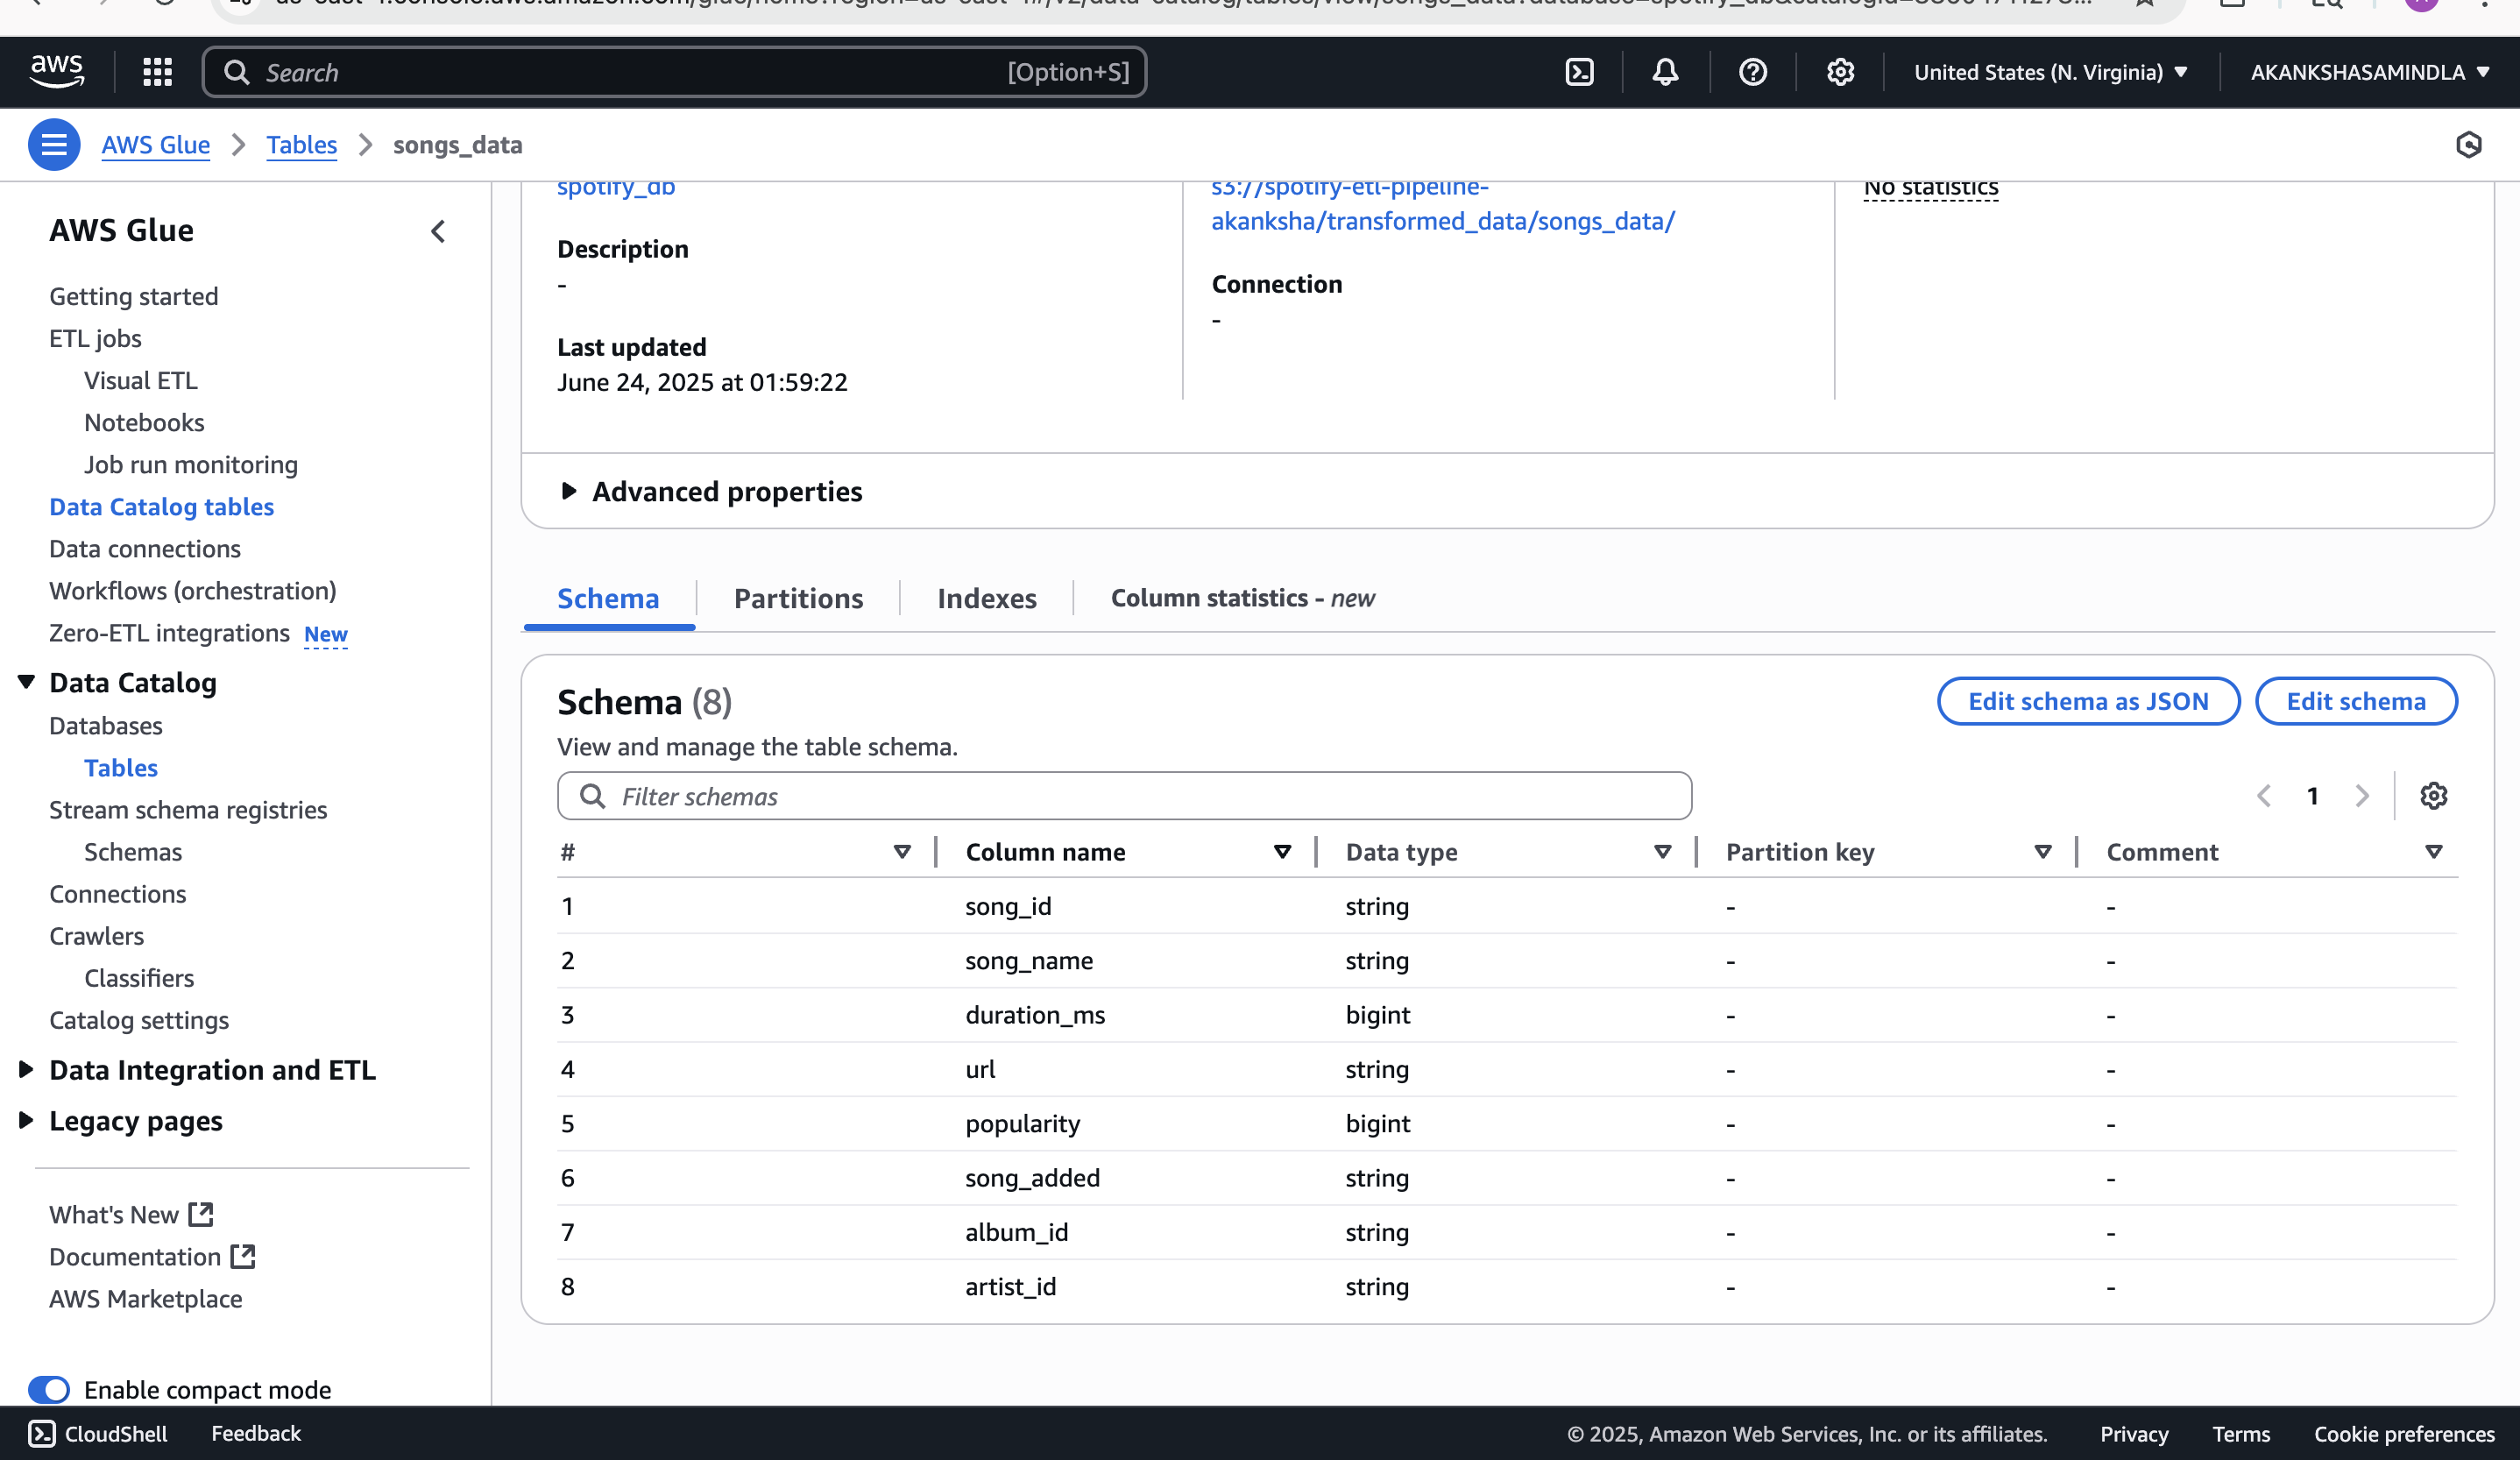 aws
Search [Option+S]
United States (N. Virginia)
AKANKSHASAMINDLA
AWS Glue
Tables
songs_data
AWS Glue
Getting started
ETL jobs
Visual ETL
Notebooks
Job run monitoring
Data Catalog tables
Data connections
Workflows (orchestration)
Zero-ETL integrations New
Data Catalog
Databases
Tables
Stream schema registries
Schemas
Connections
Crawlers
Classifiers
Catalog settings
Data Integration and ETL
Legacy pages
What's New
Documentation
AWS Marketplace
Enable compact mode
spotify_db
Description
-
Last updated
June 24, 2025 at 01:59:22
s3://spotify-etl-pipeline-
akanksha/transformed_data/songs_data/
Connection
-
No statistics
Advanced properties
Schema
Partitions
Indexes
Column statistics - new
Schema (8)
Edit schema as JSON
Edit schema
View and manage the table schema.
Filter schemas
1
# Column name Data type Partition key Comment
1 song_id string - -
2 song_name string - -
3 duration_ms bigint - -
4 url string - -
5 popularity bigint - -
6 song_added string - -
7 album_id string - -
8 artist_id string - -
CloudShell
Feedback
© 2025, Amazon Web Services, Inc. or its affiliates.
Privacy
Terms
Cookie preferences